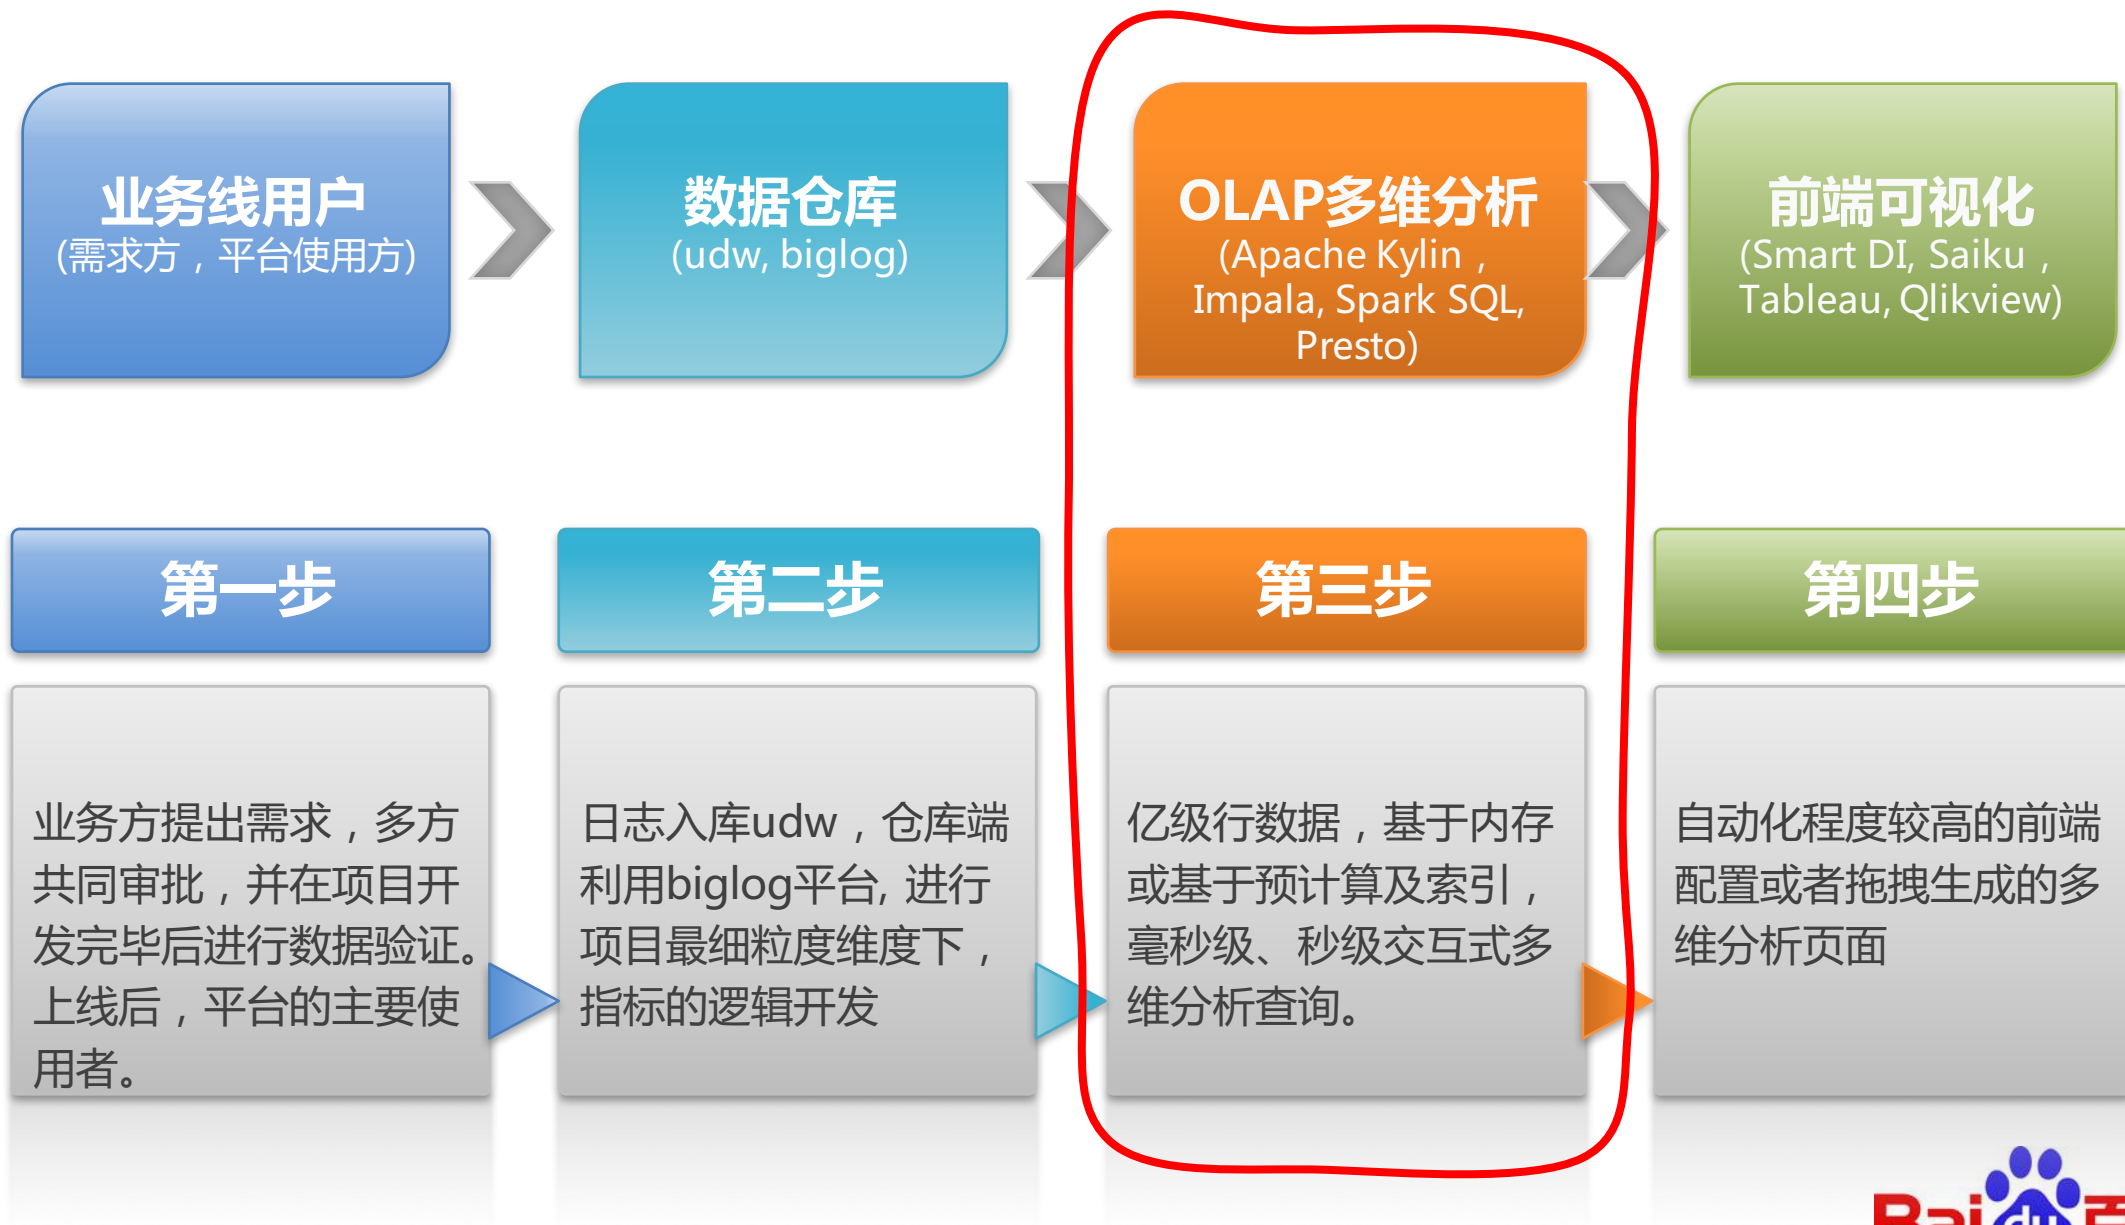 业务线用户
(需求方，平台使用方)
数据仓库
(udw, biglog)
OLAP多维分析
(Apache Kylin，
Impala, Spark SQL,
Presto)
前端可视化
(Smart DI, Saiku，
Tableau, Qlikview)
第一步
第二步
第三步
第四步
业务方提出需求，多方
共同审批，并在项目开
发完毕后进行数据验证。
上线后，平台的主要使
用者。
日志入库udw，仓库端
利用biglog平台, 进行
项目最细粒度维度下，
指标的逻辑开发
亿级行数据，基于内存
或基于预计算及索引，
毫秒级、秒级交互式多
维分析查询。
自动化程度较高的前端
配置或者拖拽生成的多
维分析页面
Bai du 百